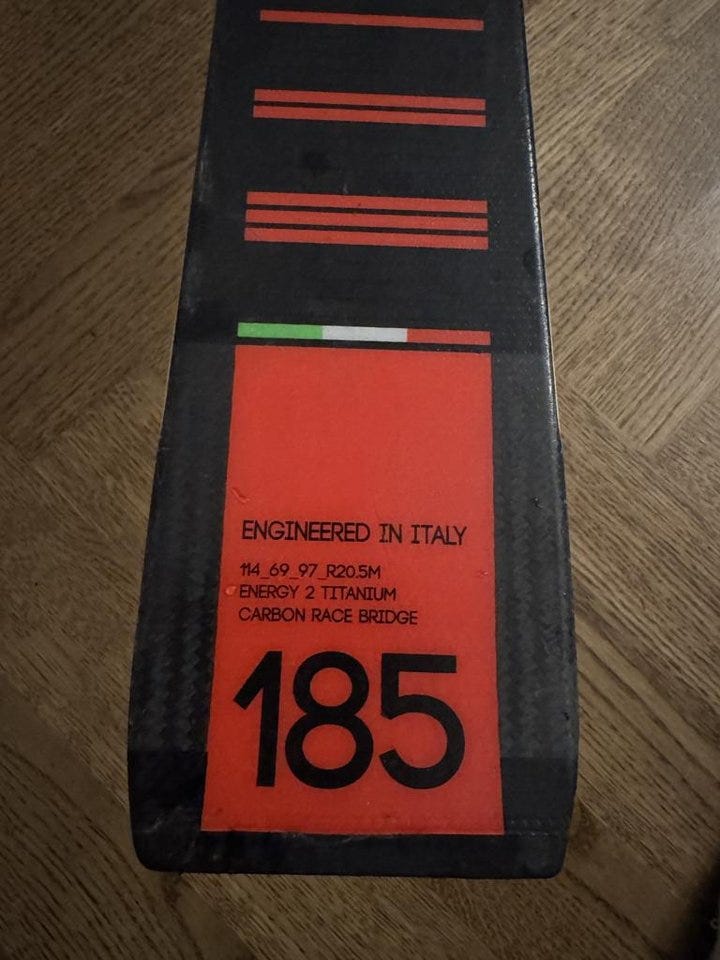 ENGINEERED IN ITALY
114_69_97_R20.5M
ENERGY 2 TITANIUM
CARBON RACE BRIDGE
185